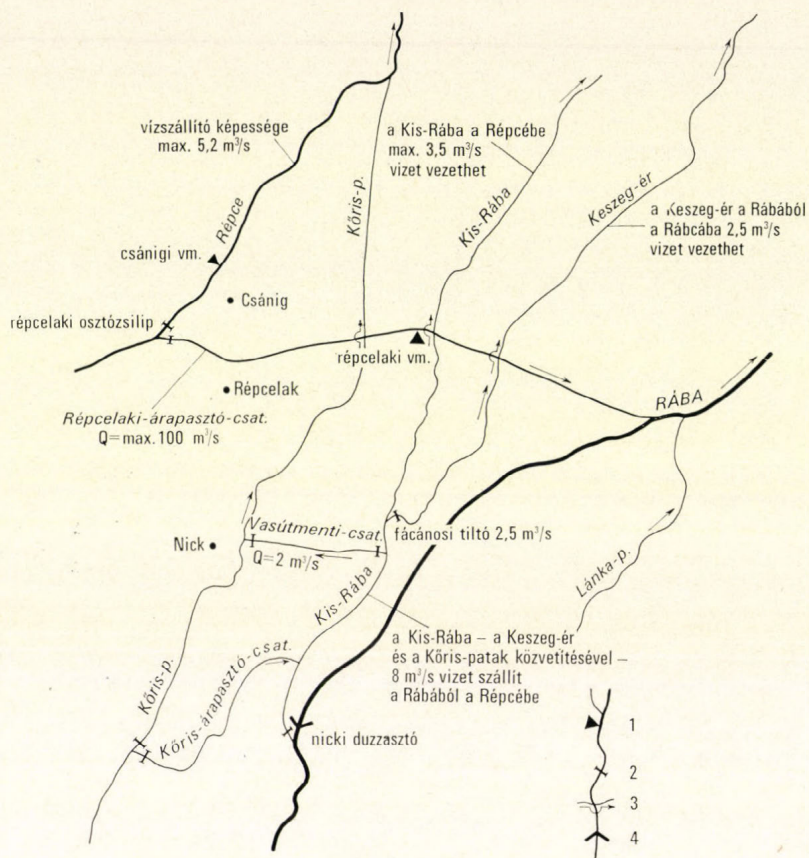 vízszállító képessége
max. 5,2 m³/s
a Kis-Rába a Répcébe
max. 3,5 m³/s
vizet vezethet
Kőris-p.
Kis-Rába
Keszeg-ér
a Keszeg-ér a Rábából
a Rábcába 2,5 m³/s
vizet vezethet
Répce
csánigi vm.
Csánig
répcelaki osztózsilip
répcelaki vm.
Répcelak
RÁBA
Répcelaki-árapasztó-csat.
Q=max. 100 m³/s
Vasútmenti-csat.
fácánosi tiltó 2,5 m³/s
Nick
Q=2 m³/s
Kis-Rába
Lánka-p.
a Kis-Rába – a Keszeg-ér
és a Kőris-patak közvetítésével –
8 m³/s vizet szállít
a Rábából a Répcébe
Kőris-p.
Kőris-árapasztó-csat.
nicki duzzasztó
1
2
3
4